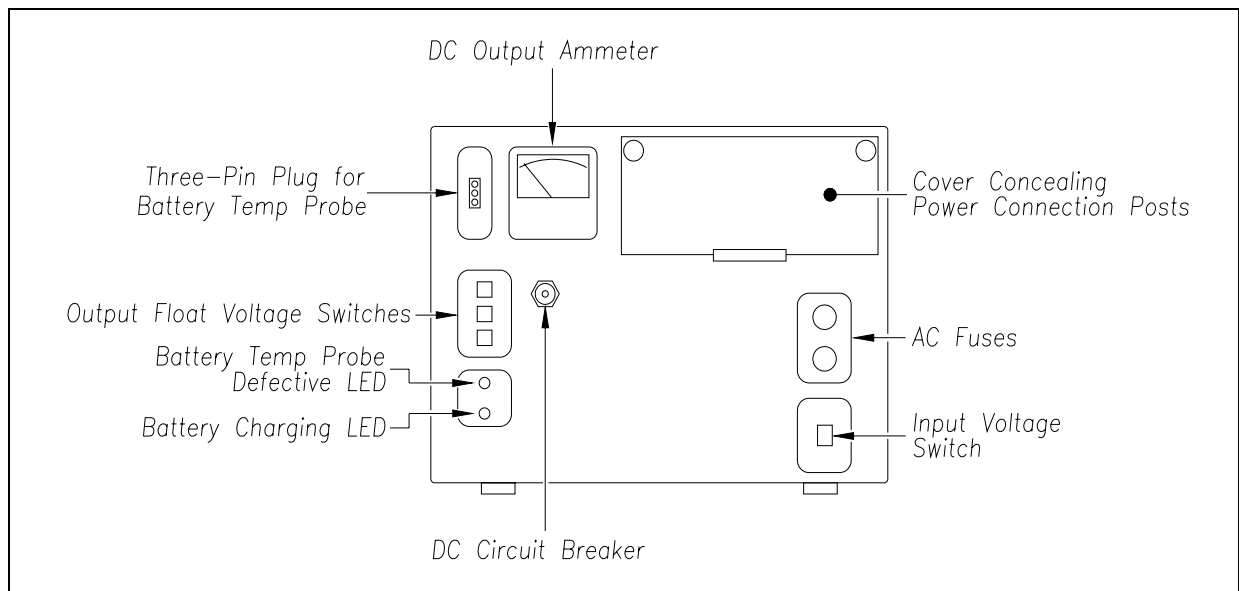 DC Output Ammeter
Three-Pin Plug for
Battery Temp Probe
Cover Concealing
Power Connection Posts
Output Float Voltage Switches
AC Fuses
Battery Temp Probe
Defective LED
Battery Charging LED
Input Voltage
Switch
DC Circuit Breaker